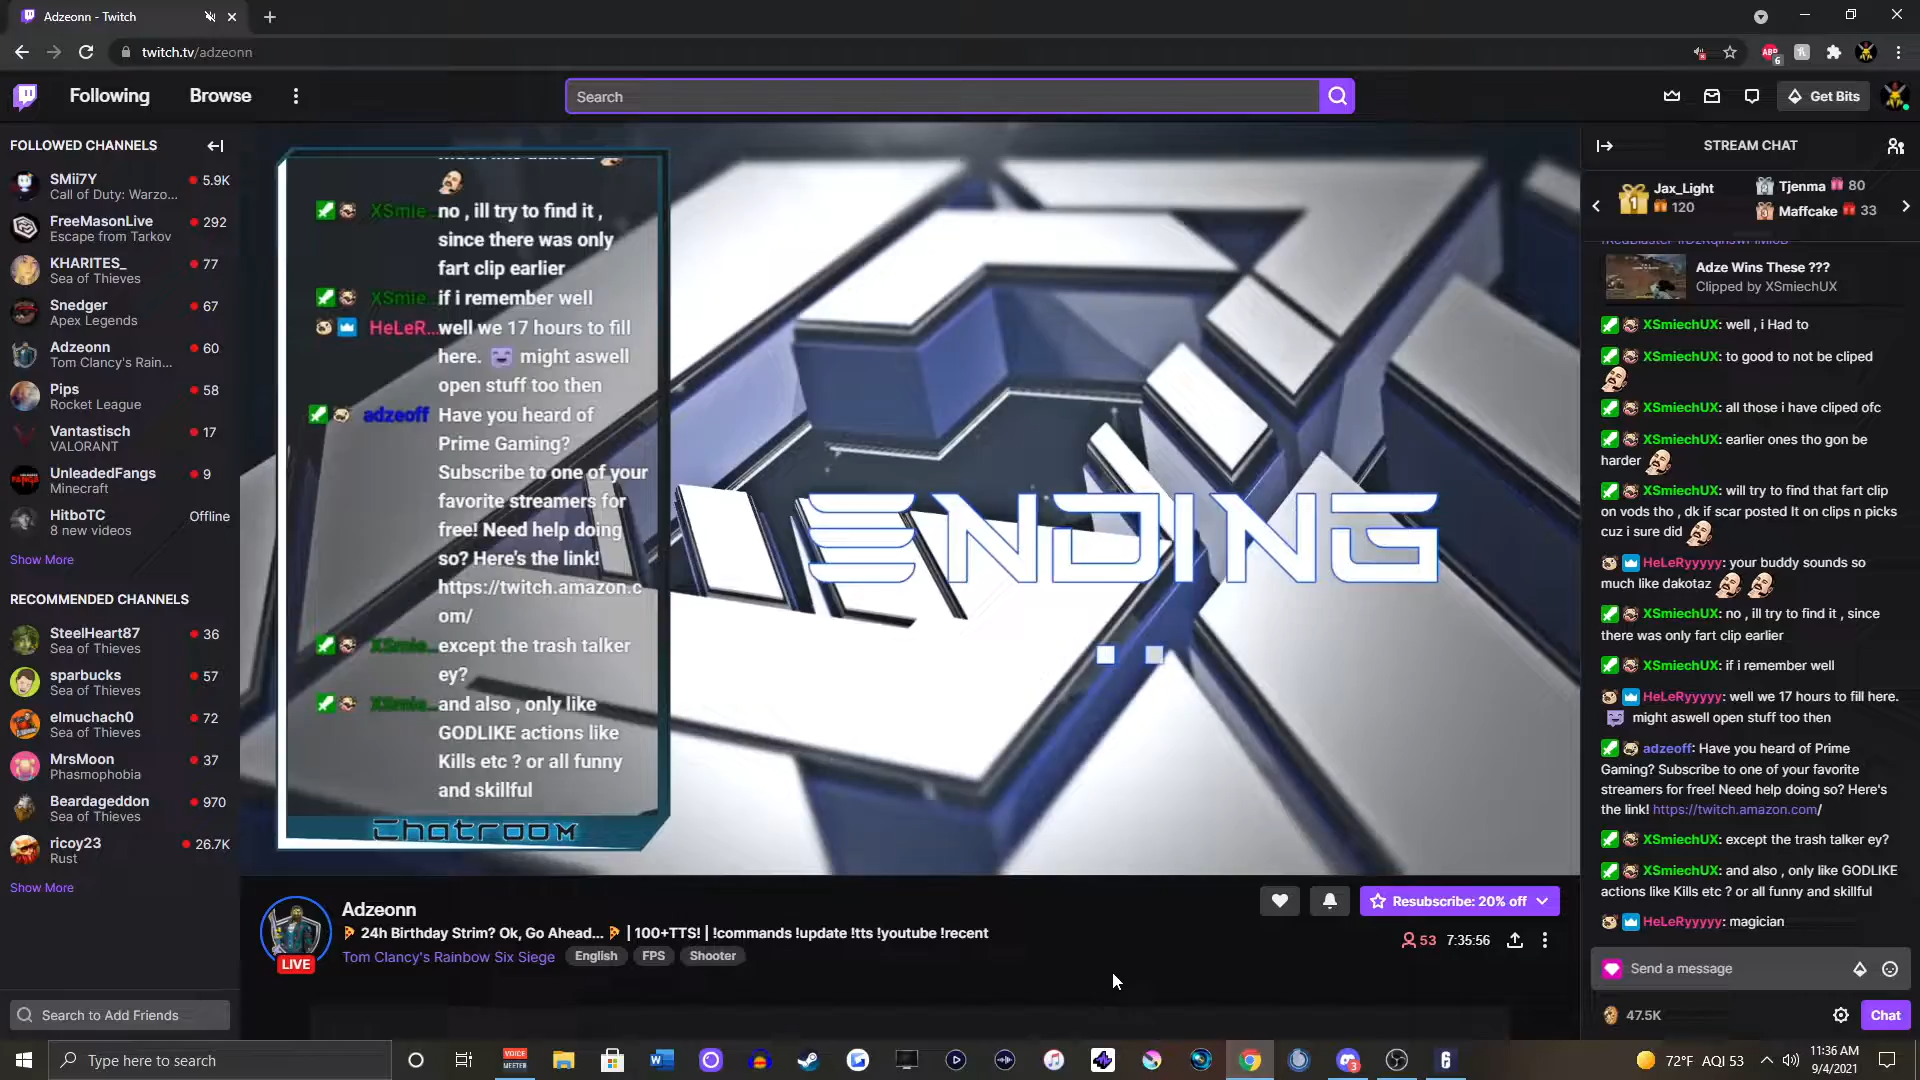 Adzeonn - Twitch
twitch.tv/adzeonn
ABP
6
Following
Browse
Search
Get Bits
FOLLOWED CHANNELS
SMii7Y
5.9K
Call of Duty: Warzo...
FreeMasonLive
292
Escape from Tarkov
KHARITES_
77
Sea of Thieves
Snedger
67
Apex Legends
Adzeonn
60
Tom Clancy's Rain...
Pips
58
Rocket League
Vantastisch
17
VALORANT
UnleadedFangs
9
Minecraft
HitboTC
Offline
8 new videos
Show More
RECOMMENDED CHANNELS
SteelHeart87
36
Sea of Thieves
sparbucks
57
Sea of Thieves
elmuchach0
72
Sea of Thieves
MrsMoon
37
Phasmophobia
Beardageddon
970
Sea of Thieves
ricoy23
26.7K
Rust
Show More
Search to Add Friends
XSmie... no , ill try to find it ,
since there was only
fart clip earlier
XSmie... if i remember well
HeLeR... well we 17 hours to fill
here. might aswell
open stuff too then
adzeoff Have you heard of
Prime Gaming?
Subscribe to one of your
favorite streamers for
free! Need help doing
so? Here's the link!
https://twitch.amazon.c
om/
XSmie... except the trash talker
ey?
XSmie... and also , only like
GODLIKE actions like
Kills etc ? or all funny
and skillful
Chatroom
ENDING
Adzeonn
24h Birthday Strim? Ok, Go Ahead... | 100+TTS! | !commands !update !tts !youtube !recent
LIVE
Tom Clancy's Rainbow Six Siege
English
FPS
Shooter
Resubscribe: 20% off
53
7:35:56
STREAM CHAT
1
Jax_Light
120
Tjenma 80
Maffcake 33
Adze Wins These ???
Clipped by XSmiechUX
XSmiechUX: well , i Had to
XSmiechUX: to good to not be cliped
XSmiechUX: all those i have cliped ofc
XSmiechUX: earlier ones tho gon be
harder
XSmiechUX: will try to find that fart clip
on vods tho , dk if scar posted It on clips n picks
cuz i sure did
HeLeRyyyyy: your buddy sounds so
much like dakotaz
XSmiechUX: no , ill try to find it , since
there was only fart clip earlier
XSmiechUX: if i remember well
HeLeRyyyyy: well we 17 hours to fill here.
might aswell open stuff too then
adzeoff: Have you heard of Prime
Gaming? Subscribe to one of your favorite
streamers for free! Need help doing so? Here's
the link! https://twitch.amazon.com/
XSmiechUX: except the trash talker ey?
XSmiechUX: and also , only like GODLIKE
actions like Kills etc ? or all funny and skillful
HeLeRyyyyy: magician
Send a message
47.5K
Chat
Type here to search
VOICE
MEETER
3
6
72°F AQI 53
11:36 AM
9/4/2021